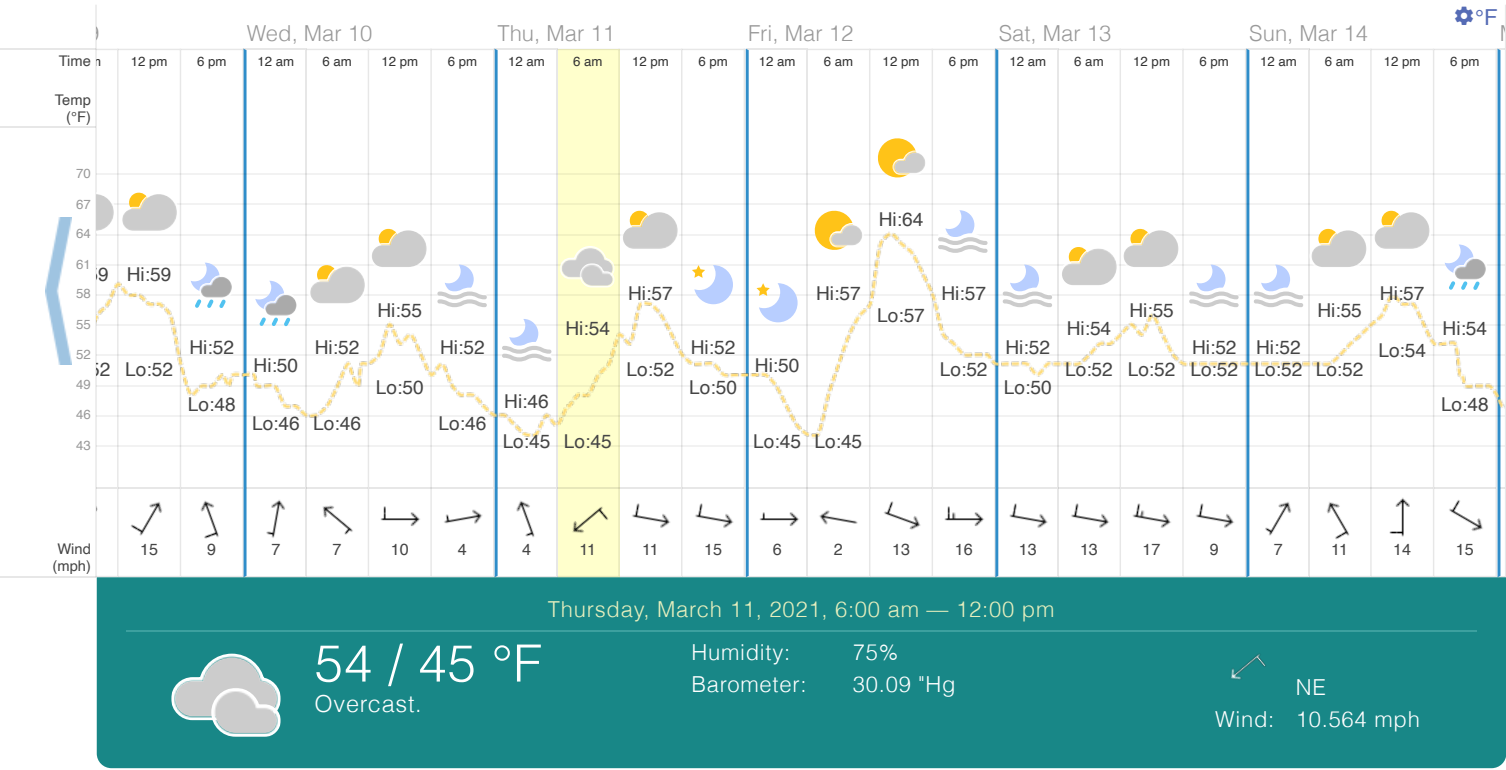 °F
9 Wed, Mar 10 Thu, Mar 11 Fri, Mar 12 Sat, Mar 13 Sun, Mar 14
Time 12 pm 6 pm 12 am 6 am 12 pm 6 pm 12 am 6 am 12 pm 6 pm 12 am 6 am 12 pm 6 pm 12 am 6 am 12 pm 6 pm 12 am 6 am 12 pm 6 pm
Temp
(°F)
70
67
64
61
58
55
52
49
46
43
59 Hi:59 Hi:52 Hi:50 Hi:52 Hi:55 Hi:52 Hi:46 Hi:54 Hi:57 Hi:52 Hi:50 Hi:57 Hi:64 Hi:57 Hi:52 Hi:54 Hi:55 Hi:52 Hi:52 Hi:55 Hi:57 Hi:54
52 Lo:52 Lo:48 Lo:46 Lo:46 Lo:50 Lo:46 Lo:45 Lo:45 Lo:52 Lo:50 Lo:45 Lo:45 Lo:57 Lo:52 Lo:50 Lo:52 Lo:52 Lo:52 Lo:52 Lo:52 Lo:54 Lo:48
Wind 15 9 7 7 10 4 4 11 11 15 6 2 13 16 13 13 17 9 7 11 14 15
(mph)
Thursday, March 11, 2021, 6:00 am — 12:00 pm
54 / 45 °F
Overcast.
Humidity: 75%
Barometer: 30.09 "Hg
NE
Wind: 10.564 mph